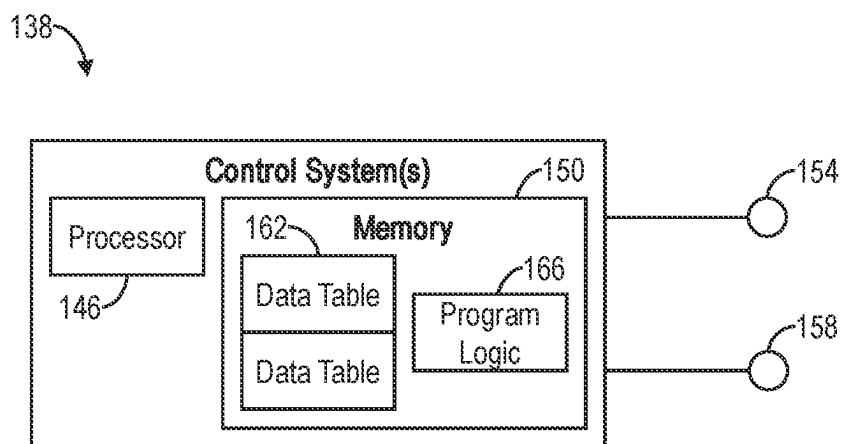 138
Control System(s)
150
154
Processor
162
Memory
146
Data Table
166
Program
Logic
Data Table
158